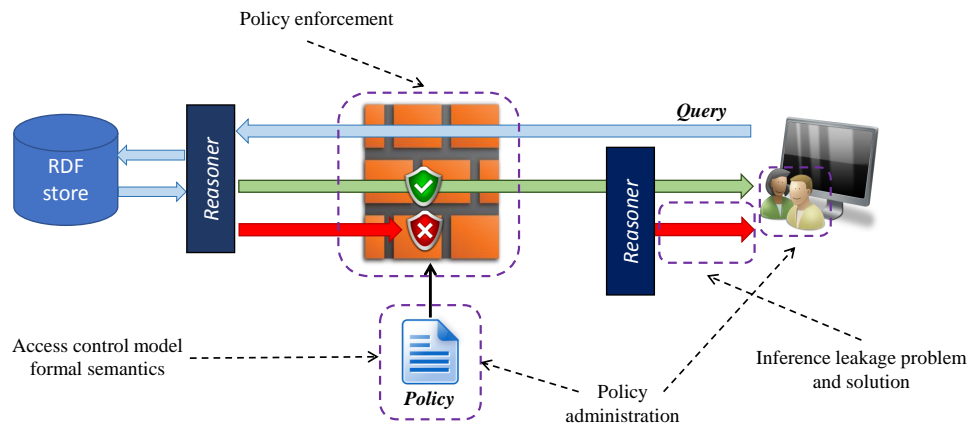 Policy enforcement
Query
RDF
store
Reasoner
Reasoner
Access control model
formal semantics
Policy
Policy
administration
Inference leakage problem
and solution